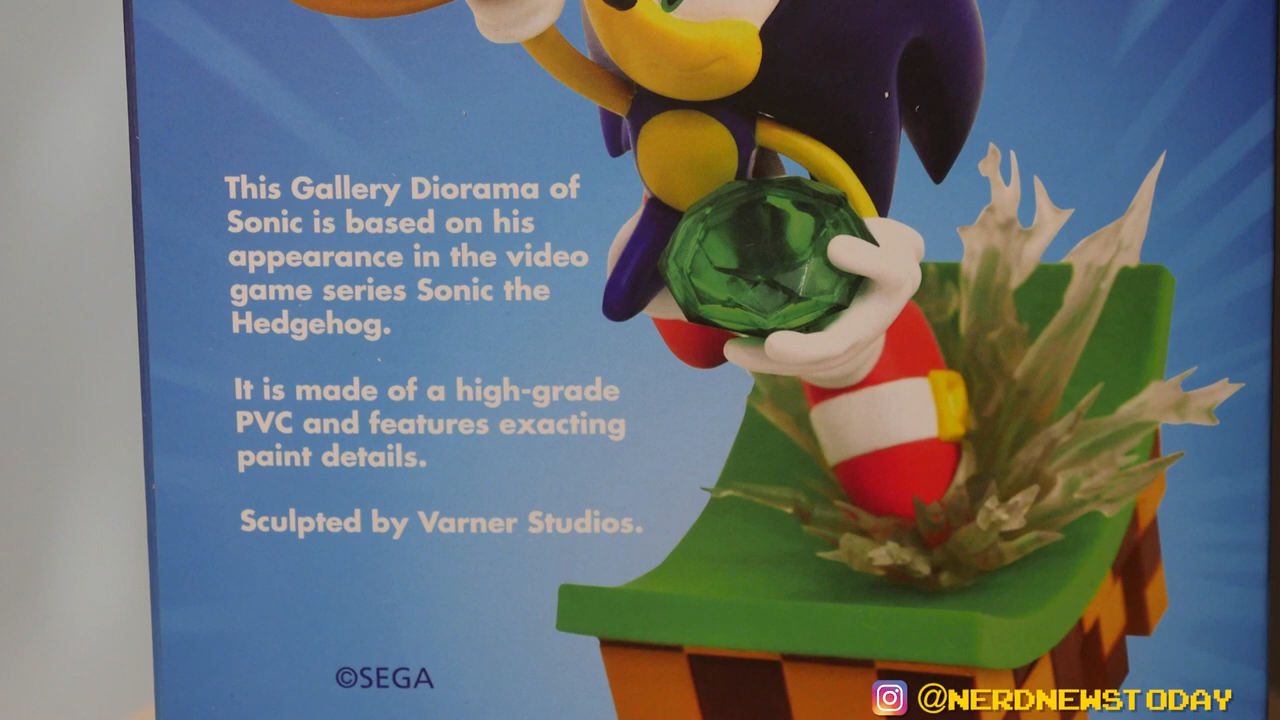 This Gallery Diorama of
Sonic is based on his
appearance in the video
game series Sonic the
Hedgehog.
It is made of a high-grade
PVC and features exacting
paint details.
Sculpted by Varner Studios.
©SEGA
@NERDNEWSTODAY